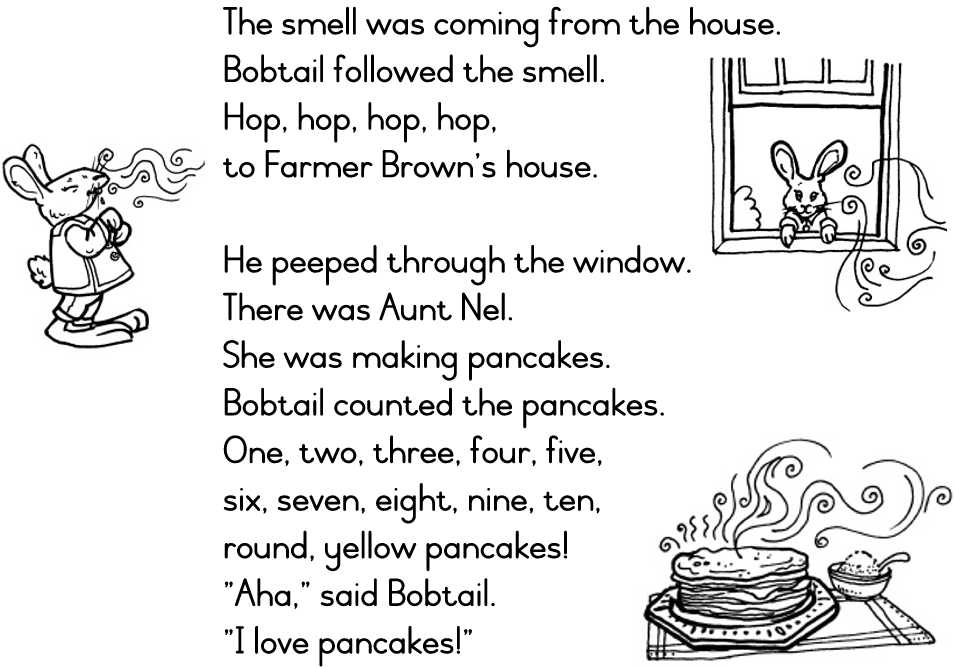 The smell was coming from the house.
Bobtail followed the smell.
Hop, hop, hop, hop,
to Farmer Brown's house.
He peeped through the window.
There was Aunt Nel.
She was making pancakes.
Bobtail counted the pancakes.
One, two, three, four, five,
six, seven, eight, nine, ten,
round, yellow pancakes!
"Aha," said Bobtail.
"I love pancakes!"